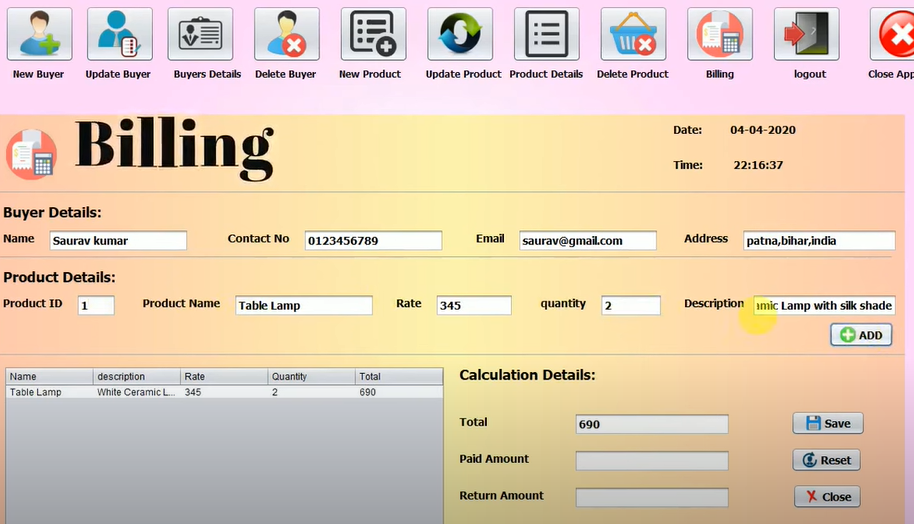 New Buyer Update Buyer Buyers Details Delete Buyer New Product Update Product Product Details Delete Product Billing logout Close App
Billing
Date: 04-04-2020
Time: 22:16:37
Buyer Details:
Name Saurav kumar Contact No 0123456789 Email saurav@gmail.com Address patna,bihar,india
Product Details:
Product ID 1 Product Name Table Lamp Rate 345 quantity 2 Description mic Lamp with silk shade
ADD
Name description Rate Quantity Total
Table Lamp White Ceramic L... 345 2 690
Calculation Details:
Total 690 Save
Paid Amount Reset
Return Amount Close